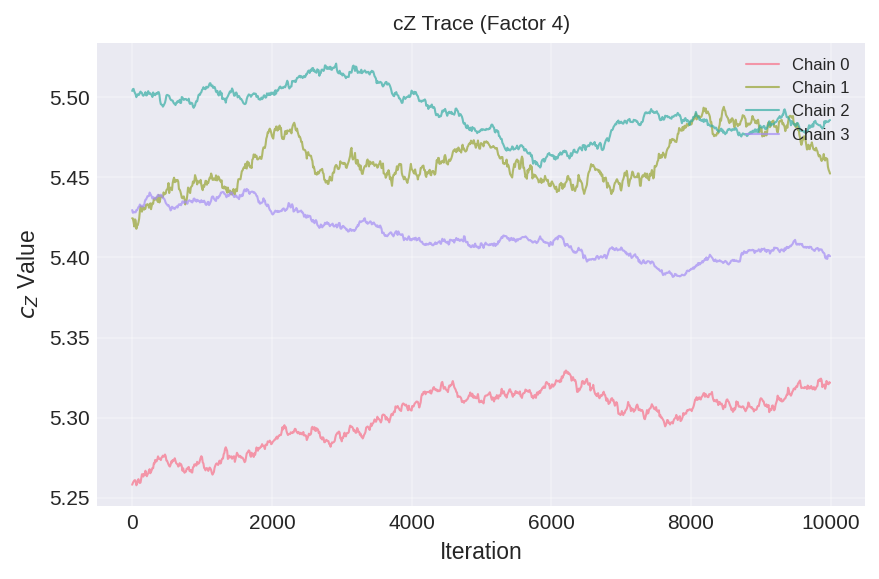 cZ Trace (Factor 4)
Chain 0
Chain 1
Chain 2
Chain 3
5.50
5.45
5.40
5.35
5.30
5.25
c_Z Value
0 2000 4000 6000 8000 10000
Iteration